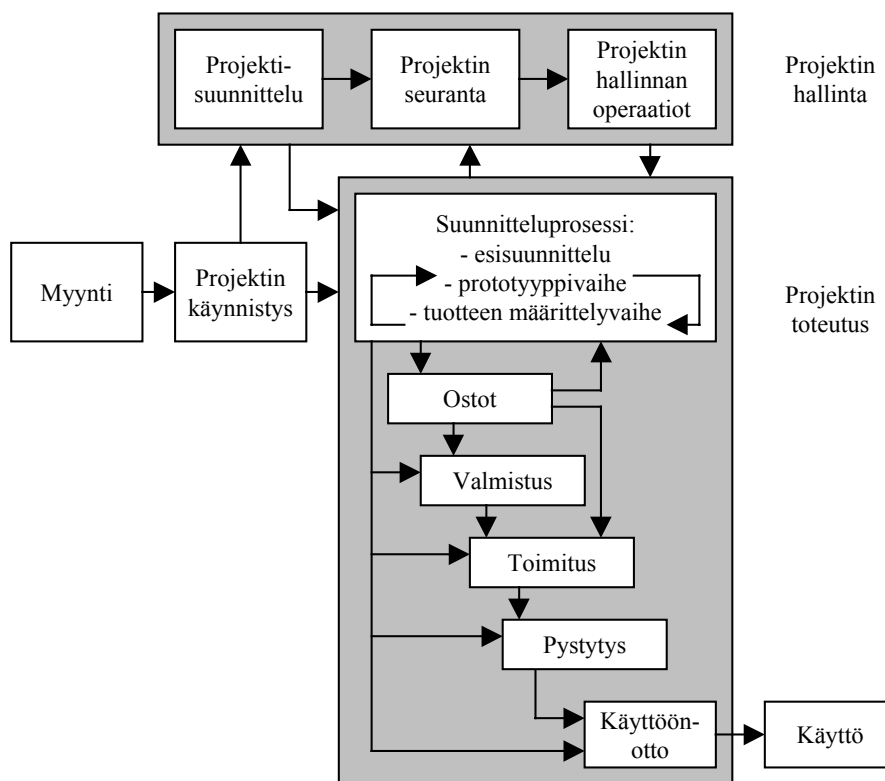 Projekti-
suunnittelu
Projektin
seuranta
Projektin
hallinnan
operaatiot
Projektin
hallinta
Myynti
Projektin
käynnistys
Suunnitteluprosessi:
- esisuunnittelu
- prototyyppivaihe
- tuotteen määrittelyvaihe
Projektin
toteutus
Ostot
Valmistus
Toimitus
Pystytys
Käyttöön-
otto
Käyttö